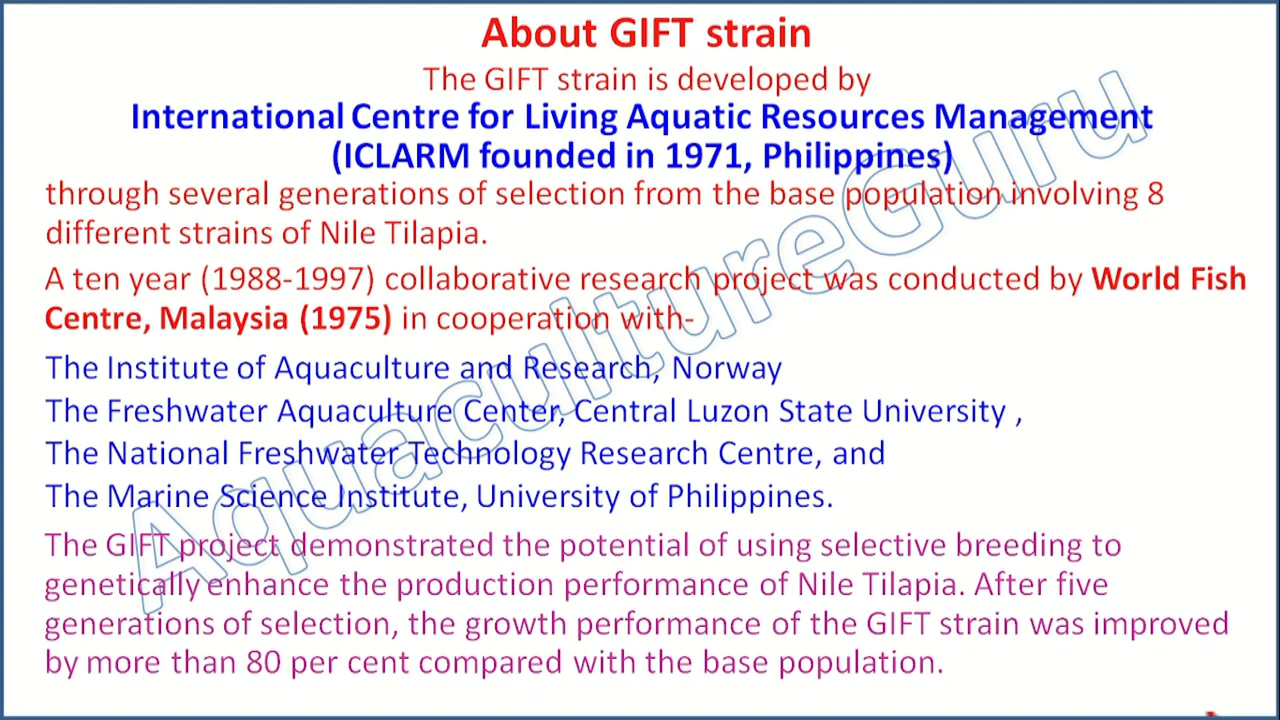 About GIFT strain
The GIFT strain is developed by
International Centre for Living Aquatic Resources Management
(ICLARM founded in 1971, Philippines)
through several generations of selection from the base population involving 8
different strains of Nile Tilapia.
A ten year (1988-1997) collaborative research project was conducted by World Fish
Centre, Malaysia (1975) in cooperation with-
The Institute of Aquaculture and Research, Norway
The Freshwater Aquaculture Center, Central Luzon State University ,
The National Freshwater Technology Research Centre, and
The Marine Science Institute, University of Philippines.
The GIFT project demonstrated the potential of using selective breeding to
genetically enhance the production performance of Nile Tilapia. After five
generations of selection, the growth performance of the GIFT strain was improved
by more than 80 per cent compared with the base population.
AquacultureGuru